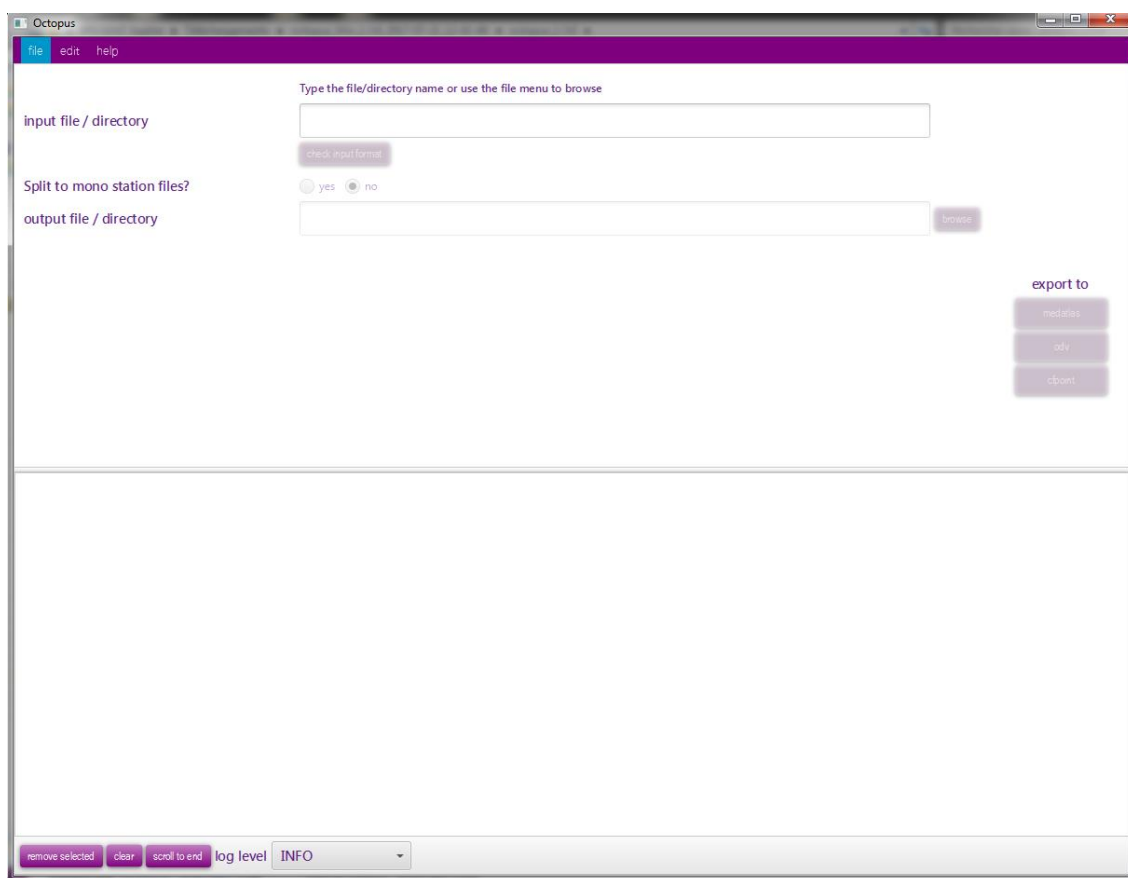 Octopus
file edit help
Type the file/directory name or use the file menu to browse
input file / directory
check input format
Split to mono station files? yes no
output file / directory browse
export to
medatlas
odv
cfpoint
remove selected clear scroll to end log level INFO